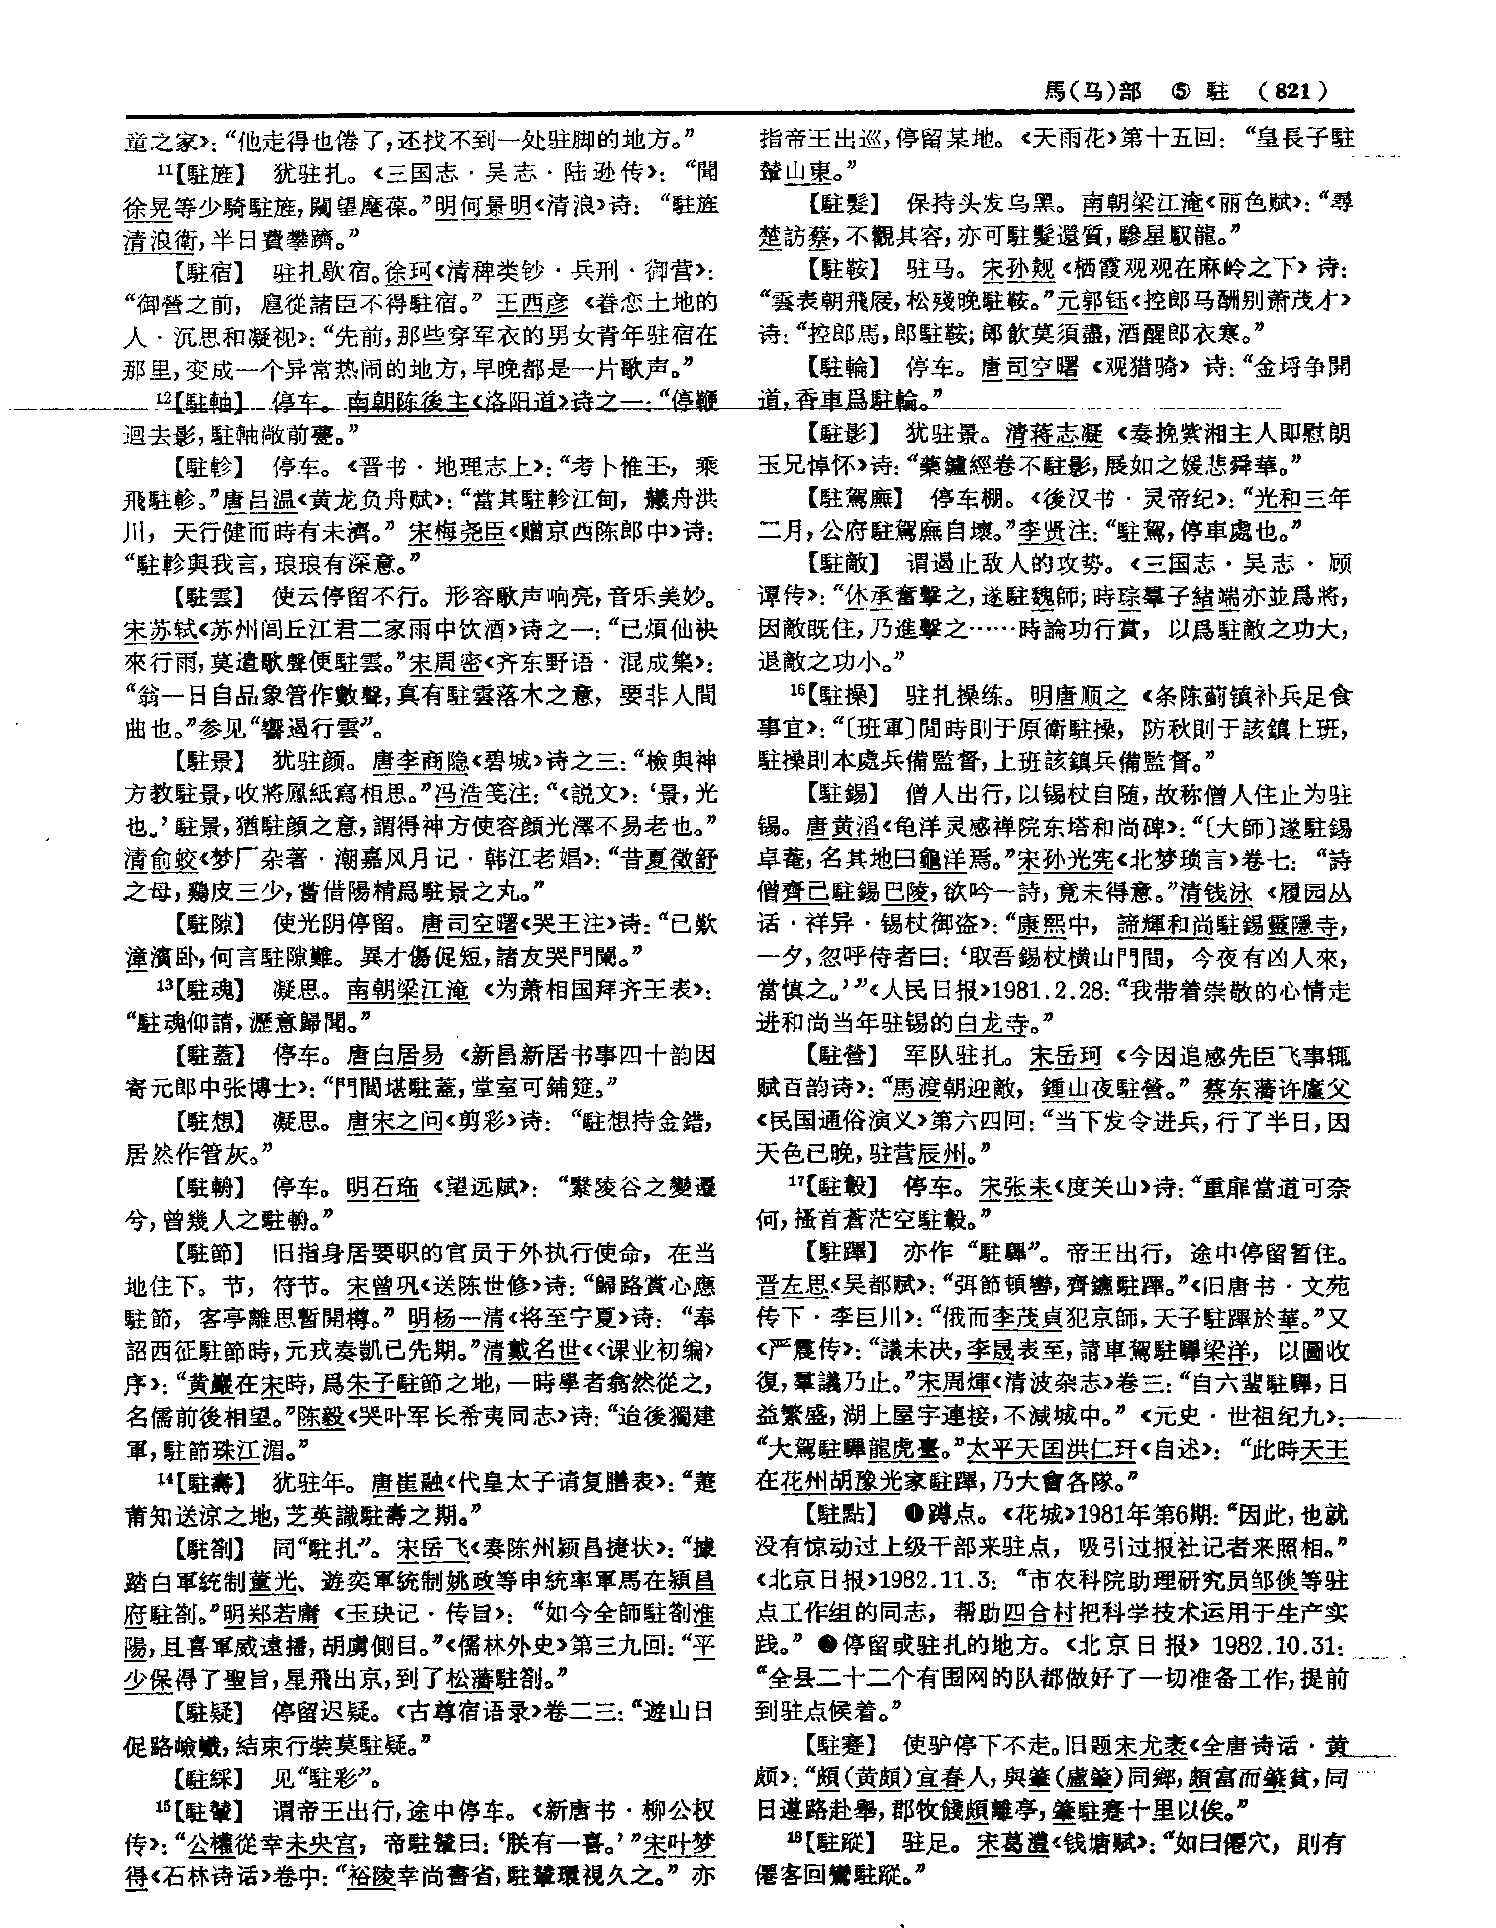 馬(马)部 ⑤ 駐 (821)
童之家》:“他走得也倦了,还找不到一处驻脚的地方。”
11【駐旌】 犹驻扎。《三国志·吴志·陆逊传》:“聞
徐晃等少騎駐旌,闚望麾葆。”明何景明《清浪》诗:“駐旌
清浪衛,半日費攀躋。”
【駐宿】 驻扎歇宿。徐珂《清稗类钞·兵刑·御营》:
“御營之前,扈從諸臣不得駐宿。”王西彦《眷恋土地的
人·沉思和凝视》:“先前,那些穿军衣的男女青年驻宿在
那里,变成一个异常热闹的地方,早晚都是一片歌声。”
12【駐軸】 停车。南朝陈後主《洛阳道》诗之一:“停鞭
迴去影,駐軸敞前甍。”
【駐軫】 停车。《晋书·地理志上》:“考卜惟王,乘
飛駐軫。”唐吕温《黄龙负舟赋》:“當其駐軫江甸,艤舟洪
川,天行健而時有未濟。”宋梅尧臣《赠京西陈郎中》诗:
“駐軫與我言,琅琅有深意。”
【駐雲】 使云停留不行。形容歌声响亮,音乐美妙。
宋苏轼《苏州闾丘江君二家雨中饮酒》诗之一:“已煩仙袂
來行雨,莫遣歌聲便駐雲。”宋周密《齐东野语·混成集》:
“翁一日自品象管作數聲,真有駐雲落木之意,要非人間
曲也。”参见“響遏行雲”。
【駐景】 犹驻颜。唐李商隐《碧城》诗之三:“檢與神
方教駐景,收將鳳紙寫相思。”冯浩笺注:“《説文》:‘景,光
也。’駐景,猶駐顔之意,謂得神方使容顔光澤不易老也。”
清俞蛟《梦厂杂著·潮嘉风月记·韩江老娼》:“昔夏徵舒
之母,鷄皮三少,嘗借陽精爲駐景之丸。”
【駐隙】 使光阴停留。唐司空曙《哭王注》诗:“已歎
漳濱卧,何言駐隙難。異才傷促短,諸友哭門闌。”
13【駐魂】 凝思。南朝梁江淹《为萧相国拜齐王表》:
“駐魂仰請,瀝意歸聞。”
【駐蓋】 停车。唐白居易《新昌新居书事四十韵因
寄元郎中张博士》:“門閭堪駐蓋,堂室可鋪筵。”
【駐想】 凝思。唐宋之问《剪彩》诗:“駐想持金錯,
居然作管灰。”
【駐輈】 停车。明石珤《望远赋》:“緊陵谷之變遷
兮,曾幾人之駐輈。”
【駐節】 旧指身居要职的官员于外执行使命,在当
地住下。节,符节。宋曾巩《送陈世修》诗:“歸路賞心應
駐節,客亭離思暫開樽。”明杨一清《将至宁夏》诗:“奉
詔西征駐節時,元戎奏凱已先期。”清戴名世《〈课业初编〉
序》:“黄巖在宋時,爲朱子駐節之地,一時學者翕然從之,
名儒前後相望。”陈毅《哭叶军长希夷同志》诗:“迨後獨建
軍,駐節珠江湄。”
14【駐壽】 犹驻年。唐崔融《代皇太子请复膳表》:“萐
莆知送涼之地,芝英識駐壽之期。”
【駐劄】 同“駐扎”。宋岳飞《奏陈州颍昌捷状》:“據
踏白軍統制董光、遊奕軍統制姚政等申統率軍馬在潁昌
府駐劄。”明郑若庸《玉玦记·传旨》:“如今全師駐劄淮
陽,且喜軍威遠播,胡虜側目。”《儒林外史》第三九回:“平
少保得了聖旨,星飛出京,到了松藩駐劄。”
【駐疑】 停留迟疑。《古尊宿语录》卷二三:“遊山日
促路嶮巇,結束行裝莫駐疑。”
【駐綵】 见“駐彩”。
15【駐輦】 谓帝王出行,途中停车。《新唐书·柳公权
传》:“公權從幸未央宫,帝駐輦曰:‘朕有一喜。’”宋叶梦
得《石林诗话》卷中:“裕陵幸尚書省,駐輦環視久之。”亦
指帝王出巡,停留某地。《天雨花》第十五回:“皇長子駐
輦山東。”
【駐髮】 保持头发乌黑。南朝梁江淹《丽色赋》:“尋
楚訪蔡,不觀其容,亦可駐髮還質,驂星馭龍。”
【駐鞍】 驻马。宋孙觌《栖霞观观在麻岭之下》诗:
“雲表朝飛屐,松殘晚駐鞍。”元郭钰《控郎马酬别萧茂才》
诗:“控郎馬,郎駐鞍;郎飲莫須盡,酒醒郎衣寒。”
【駐輪】 停车。唐司空曙《观猎骑》诗:“金埒争開
道,香車爲駐輪。”
【駐影】 犹驻景。清蒋志凝《奏挽紫湘主人即慰朗
玉兄悼怀》诗:“藥鑪經卷不駐影,展如之媛悲舜華。”
【駐駕廡】 停车棚。《後汉书·灵帝纪》:“光和三年
二月,公府駐駕廡自壞。”李贤注:“駐駕,停車處也。”
【駐敵】 谓遏止敌人的攻势。《三国志·吴志·顾
谭传》:“休承奮擊之,遂駐魏師;時琮羣子緒端亦並爲將,
因敵既住,乃進擊之……時論功行賞,以爲駐敵之功大,
退敵之功小。”
16【駐操】 驻扎操练。明唐顺之《条陈蓟镇补兵足食
事宜》:“〔班軍〕閒時則于原衛駐操,防秋則于該鎮上班,
駐操則本處兵備監督,上班該鎮兵備監督。”
【駐錫】 僧人出行,以锡杖自随,故称僧人住止为驻
锡。唐黄滔《龟洋灵感禅院东塔和尚碑》:“〔大師〕遂駐錫
卓菴,名其地曰龜洋焉。”宋孙光宪《北梦琐言》卷七:“詩
僧齊己駐錫巴陵,欲吟一詩,竟未得意。”清钱泳《履园丛
话·祥异·锡杖御盗》:“康熙中,諦輝和尚駐錫靈隱寺,
一夕,忽呼侍者曰:‘取吾錫杖横山門間,今夜有凶人來,
當慎之。’”《人民日报》1981.2.28:“我带着崇敬的心情走
进和尚当年驻锡的白龙寺。”
【駐營】 军队驻扎。宋岳珂《今因追感先臣飞事辄
赋百韵诗》:“馬渡朝迎敵,鍾山夜駐營。”蔡东藩许廑父
《民国通俗演义》第六四回:“当下发令进兵,行了半日,因
天色已晚,驻营辰州。”
17【駐轂】 停车。宋张耒《度关山》诗:“重扉當道可奈
何,搔首蒼茫空駐轂。”
【駐蹕】 亦作“駐驆”。帝王出行,途中停留暂住。
晋左思《吴都赋》:“弭節頓轡,齊鑣駐蹕。”《旧唐书·文苑
传下·李巨川》:“俄而李茂貞犯京師,天子駐蹕於華。”又
《严震传》:“議未决,李晟表至,請車駕駐驆梁洋,以圖收
復,羣議乃止。”宋周煇《清波杂志》卷三:“自六蜚駐驆,日
益繁盛,湖上屋宇連接,不減城中。”《元史·世祖纪九》:
“大駕駐驆龍虎臺。”太平天囯洪仁玕《自述》:“此時天王
在花州胡豫光家駐蹕,乃大會各隊。”
【駐點】 ❶蹲点。《花城》1981年第6期:“因此,也就
没有惊动过上级干部来驻点,吸引过报社记者来照相。”
《北京日报》1982.11.3:“市农科院助理研究员邹倓等驻
点工作组的同志,帮助四合村把科学技术运用于生产实
践。”❷停留或驻扎的地方。《北京日报》1982.10.31:
“全县二十二个有围网的队都做好了一切准备工作,提前
到驻点候着。”
【駐蹇】 使驴停下不走。旧题宋尤袤《全唐诗话·黄
颇》:“頗(黄頗)宜春人,與肇(盧肇)同鄉,頗富而肇貧,同
日遵路赴舉,郡牧餞頗離亭,肇駐蹇十里以俟。”
18【駐蹤】 驻足。宋葛澧《钱塘赋》:“如曰僊穴,則有
僊客回鸞駐蹤。”